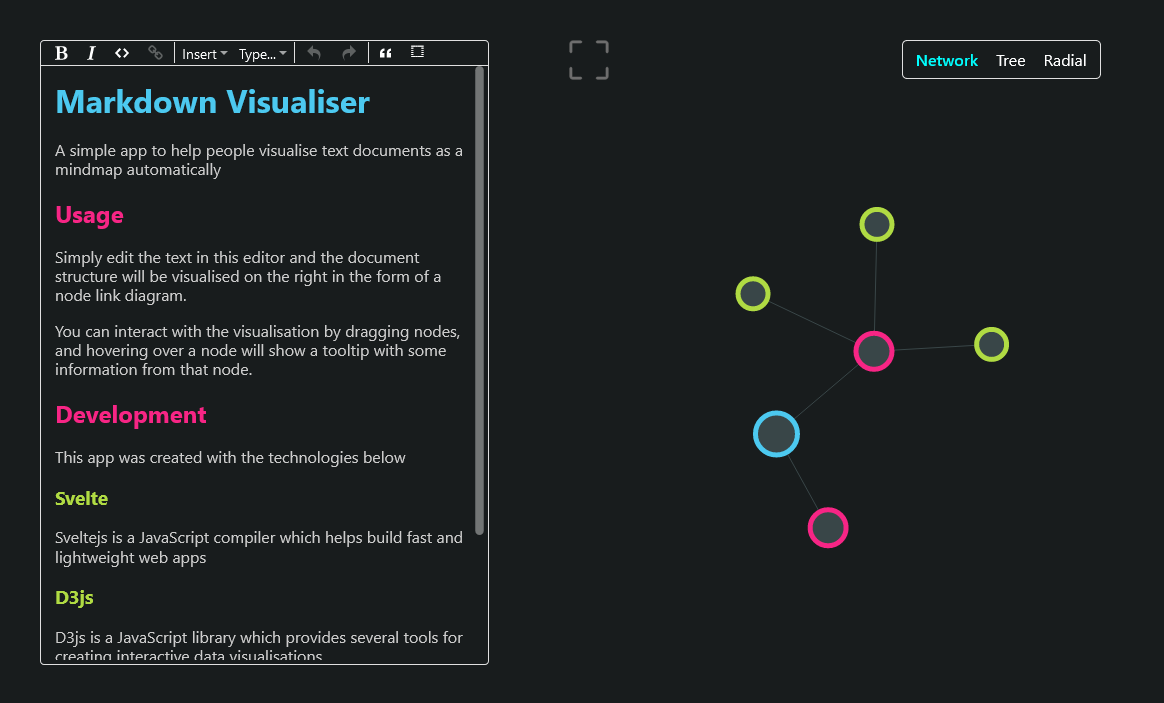 B I <> Insert Type... “
Network Tree Radial
Markdown Visualiser
A simple app to help people visualise text documents as a
mindmap automatically
Usage
Simply edit the text in this editor and the document
structure will be visualised on the right in the form of a
node link diagram.
You can interact with the visualisation by dragging nodes,
and hovering over a node will show a tooltip with some
information from that node.
Development
This app was created with the technologies below
Svelte
Sveltejs is a JavaScript compiler which helps build fast and
lightweight web apps
D3js
D3js is a JavaScript library which provides several tools for
creating interactive data visualisations